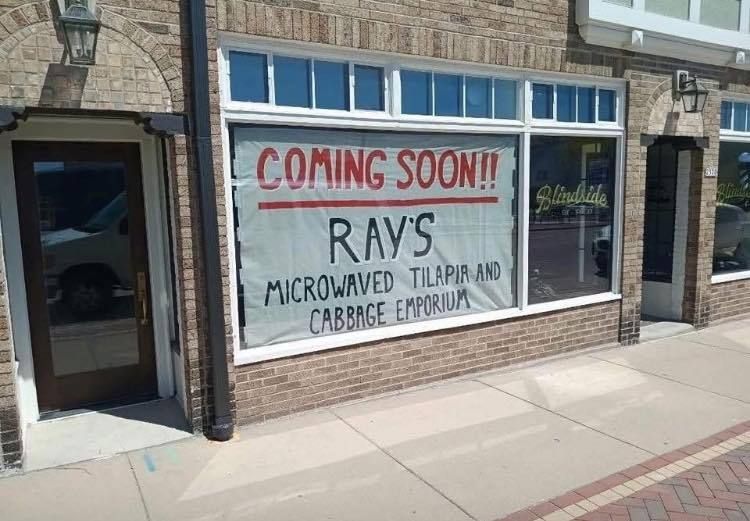 COMING SOON!!
RAY'S
MICROWAVED TILAPIA AND
CABBAGE EMPORIUM
Blindside